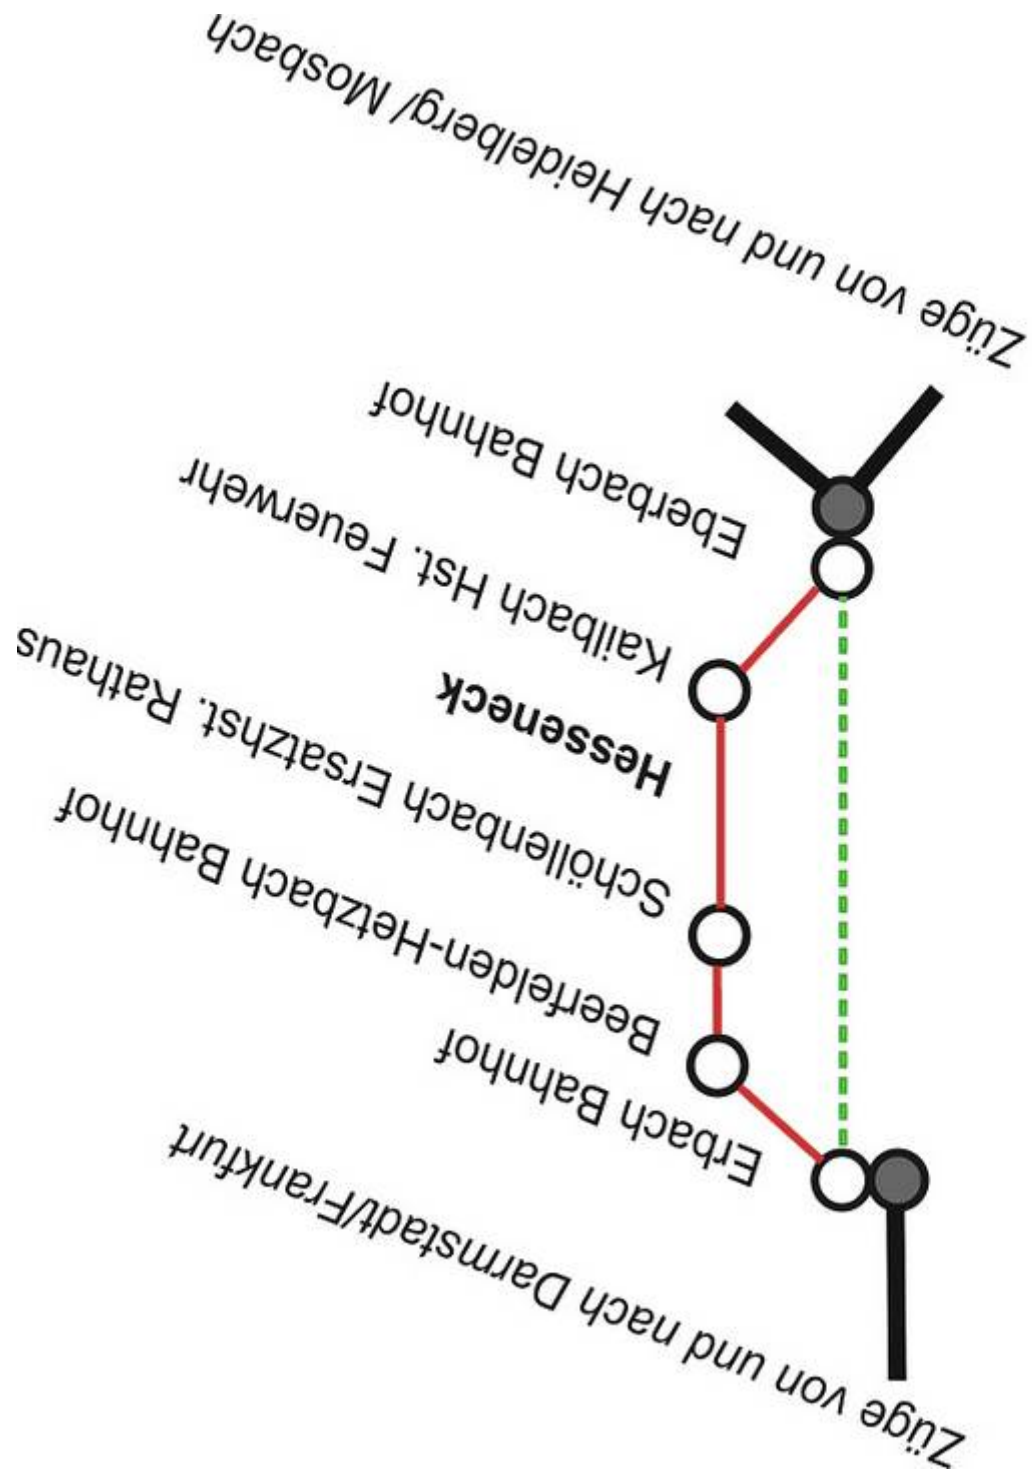 Züge von und nach Darmstadt/Frankfurt
Erbach Bahnhof
Beerfelden-Hetzbach Bahnhof
Schöllenbach Ersatzhst. Rathaus
Hesseneck
Kailbach Hst. Feuerwehr
Eberbach Bahnhof
Züge von und nach Heidelberg/ Mosbach